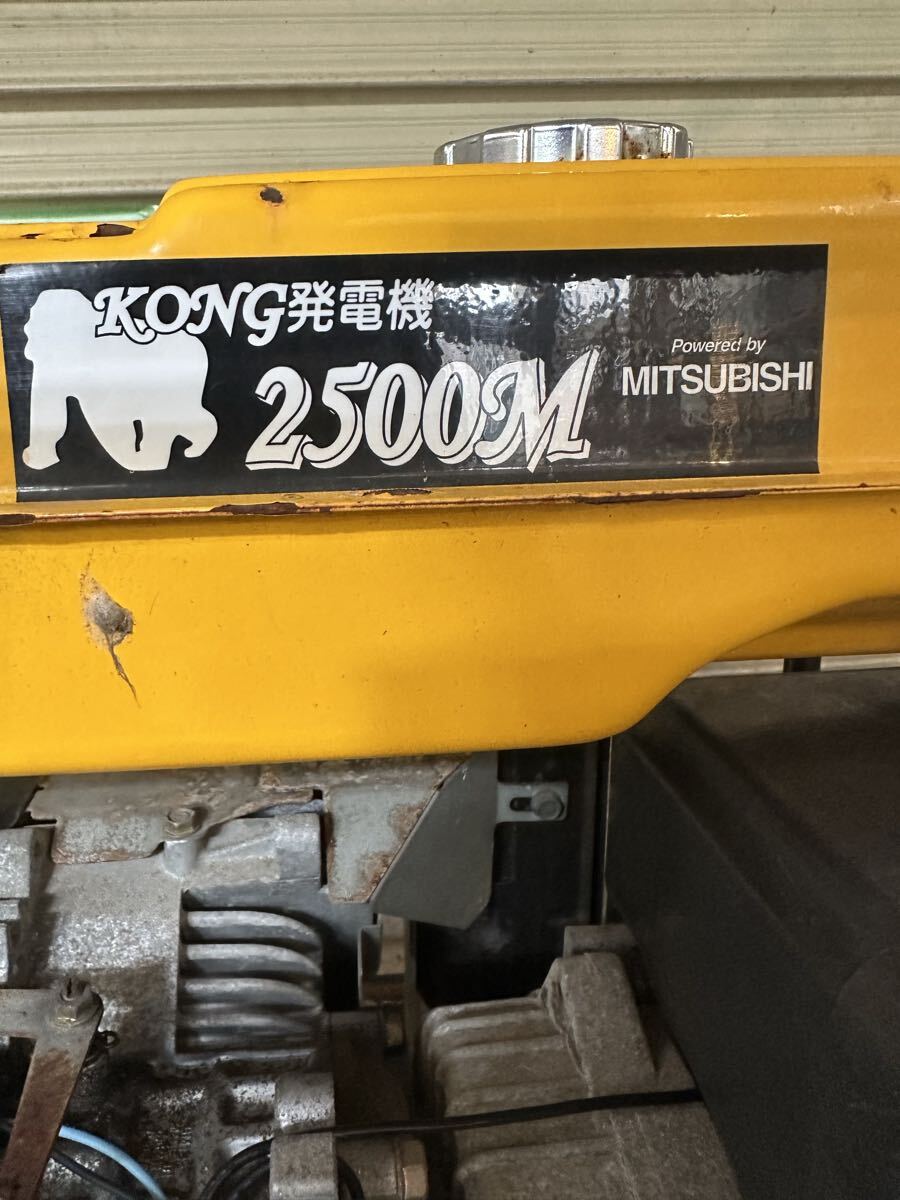 KONG発電機
2500M
Powered by
MITSUBISHI